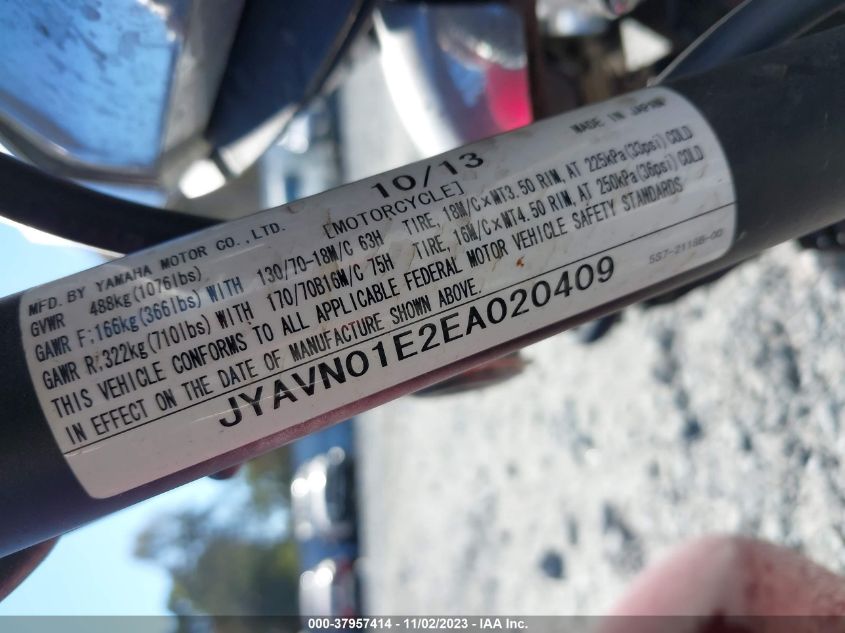 10/13
MFD. BY YAMAHA MOTOR CO.,LTD. [MOTORCYCLE] MADE IN JAPAN
GVWR 488kg(1076lbs)
GAWR F:166kg(366lbs) WITH 130/70-18M/C 63H TIRE, 18M/C×MT3.50 RIM, AT 225kPa(33psi) COLD
GAWR R:322kg(710lbs) WITH 170/70B16M/C 75H TIRE, 16M/C×MT4.50 RIM, AT 250kPa(36psi) COLD
THIS VEHICLE CONFORMS TO ALL APPLICABLE FEDERAL MOTOR VEHICLE SAFETY STANDARDS
IN EFFECT ON THE DATE OF MANUFACTURE SHOWN ABOVE. 5S7-2118B-00
JYAVN01E2EA020409
000-37957414 - 11/02/2023 - IAA Inc.